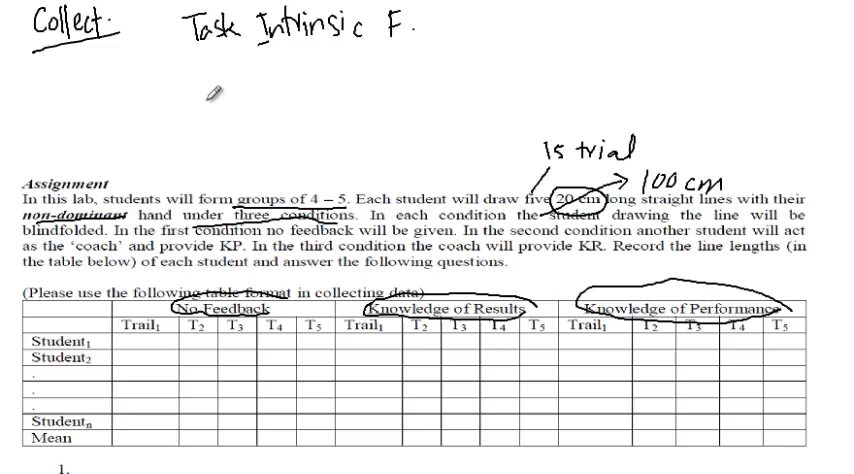 Collect. Task Intrinsic F.
15 trial
100 cm
Assignment
In this lab, students will form groups of 4 – 5. Each student will draw five 20 cm long straight lines with their
non-dominant hand under three conditions. In each condition the student drawing the line will be
blindfolded. In the first condition no feedback will be given. In the second condition another student will act
as the 'coach' and provide KP. In the third condition the coach will provide KR. Record the line lengths (in
the table below) of each student and answer the following questions.
(Please use the following table format in collecting data)
No Feedback Knowledge of Results Knowledge of Performance
Trail1 T2 T3 T4 T5 Trail1 T2 T3 T4 T5 Trail1 T2 T3 T4 T5
Student1
Student2
.
.
.
Studentn
Mean
1.